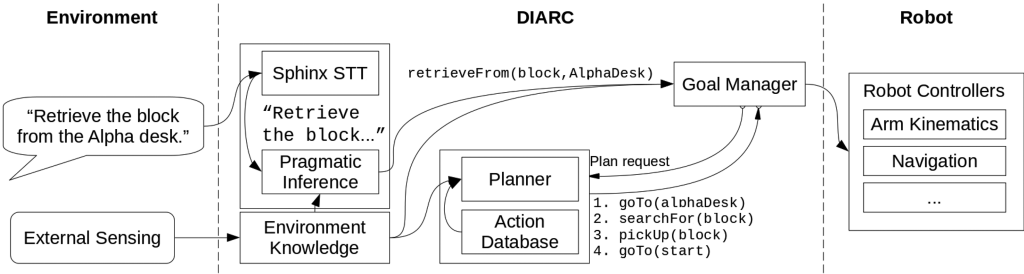 Environment
DIARC
Robot
“Retrieve the block
from the Alpha desk.”
External Sensing
Sphinx STT
“Retrieve
the block...”
Pragmatic
Inference
Environment
Knowledge
retrieveFrom(block,AlphaDesk)
Goal Manager
Plan request
Planner
Action
Database
1. goTo(alphaDesk)
2. searchFor(block)
3. pickUp(block)
4. goTo(start)
Robot Controllers
Arm Kinematics
Navigation
...